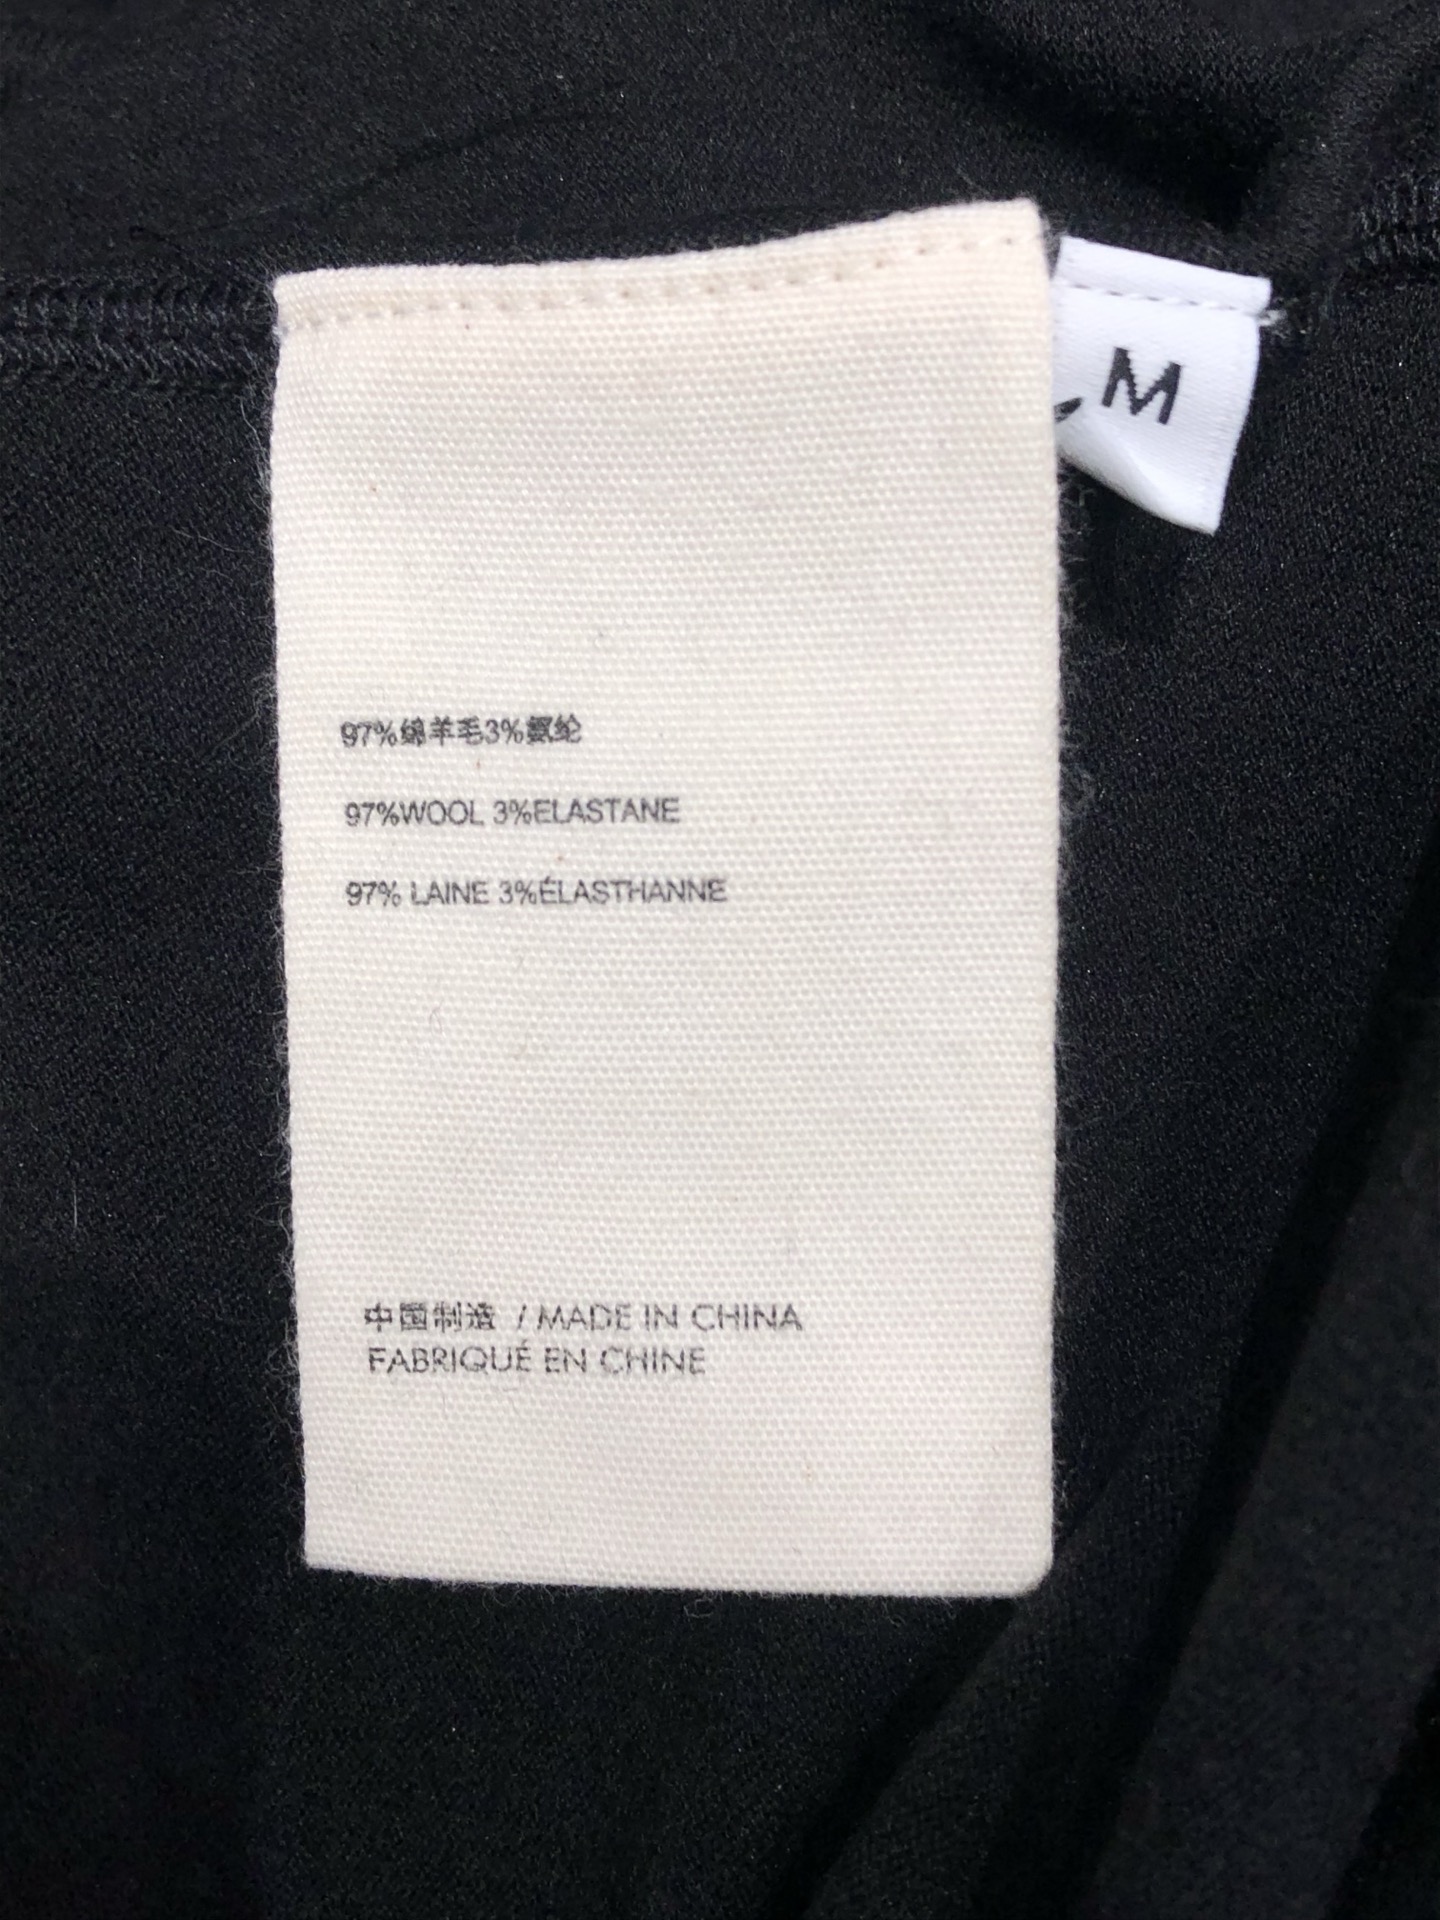 M
97%绵羊毛3%氨纶
97%WOOL 3%ELASTANE
97% LAINE 3%ÉLASTHANNE
中国制造 / MADE IN CHINA
FABRIQUÉ EN CHINE